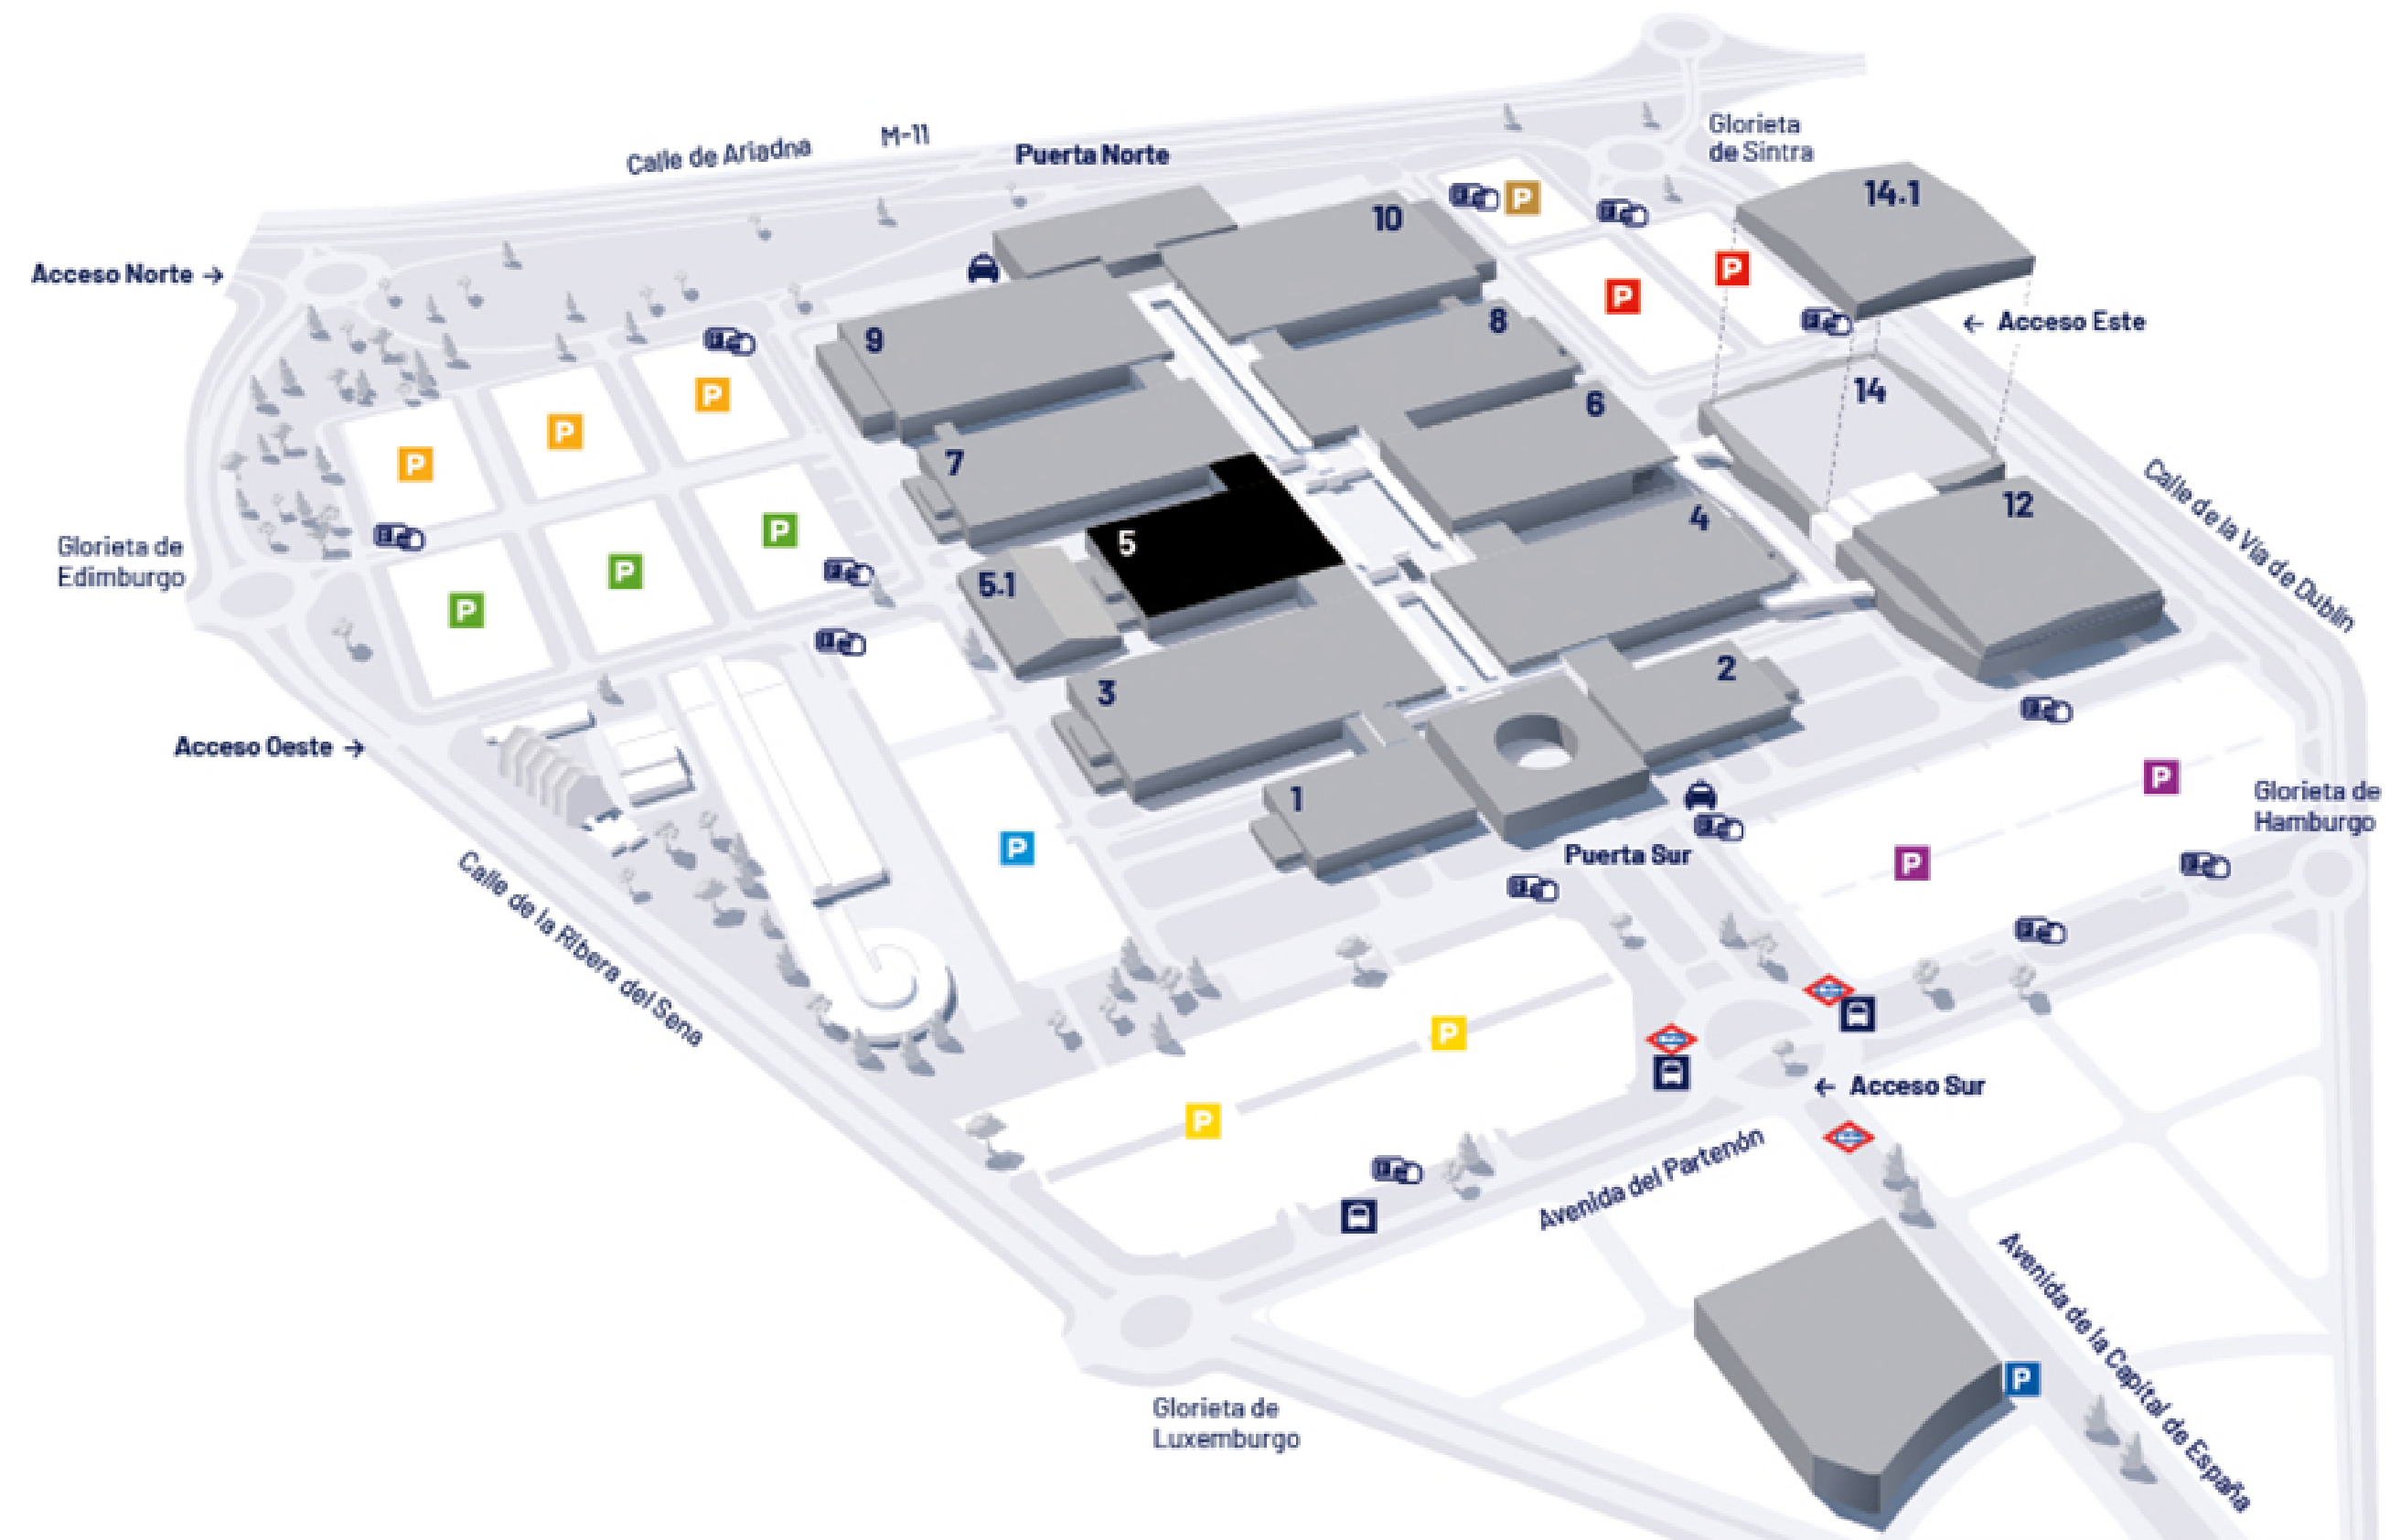 Calle de Ariadna
M-11
Puerta Norte
Glorieta
de Sintra
Acceso Norte →
10
P
P
P
14.1
← Acceso Este
9
8
14
6
7
P
P
P
5
5.1
4
12
Calle de la Vía de Dublín
Glorieta de
Edimburgo
P
P
P
3
2
Acceso Oeste →
1
P
Puerta Sur
P
P
Glorieta de
Hamburgo
Calle de la Ribera del Sena
P
P
← Acceso Sur
Avenida del Partenón
Avenida de la Capital de España
P
Glorieta de
Luxemburgo